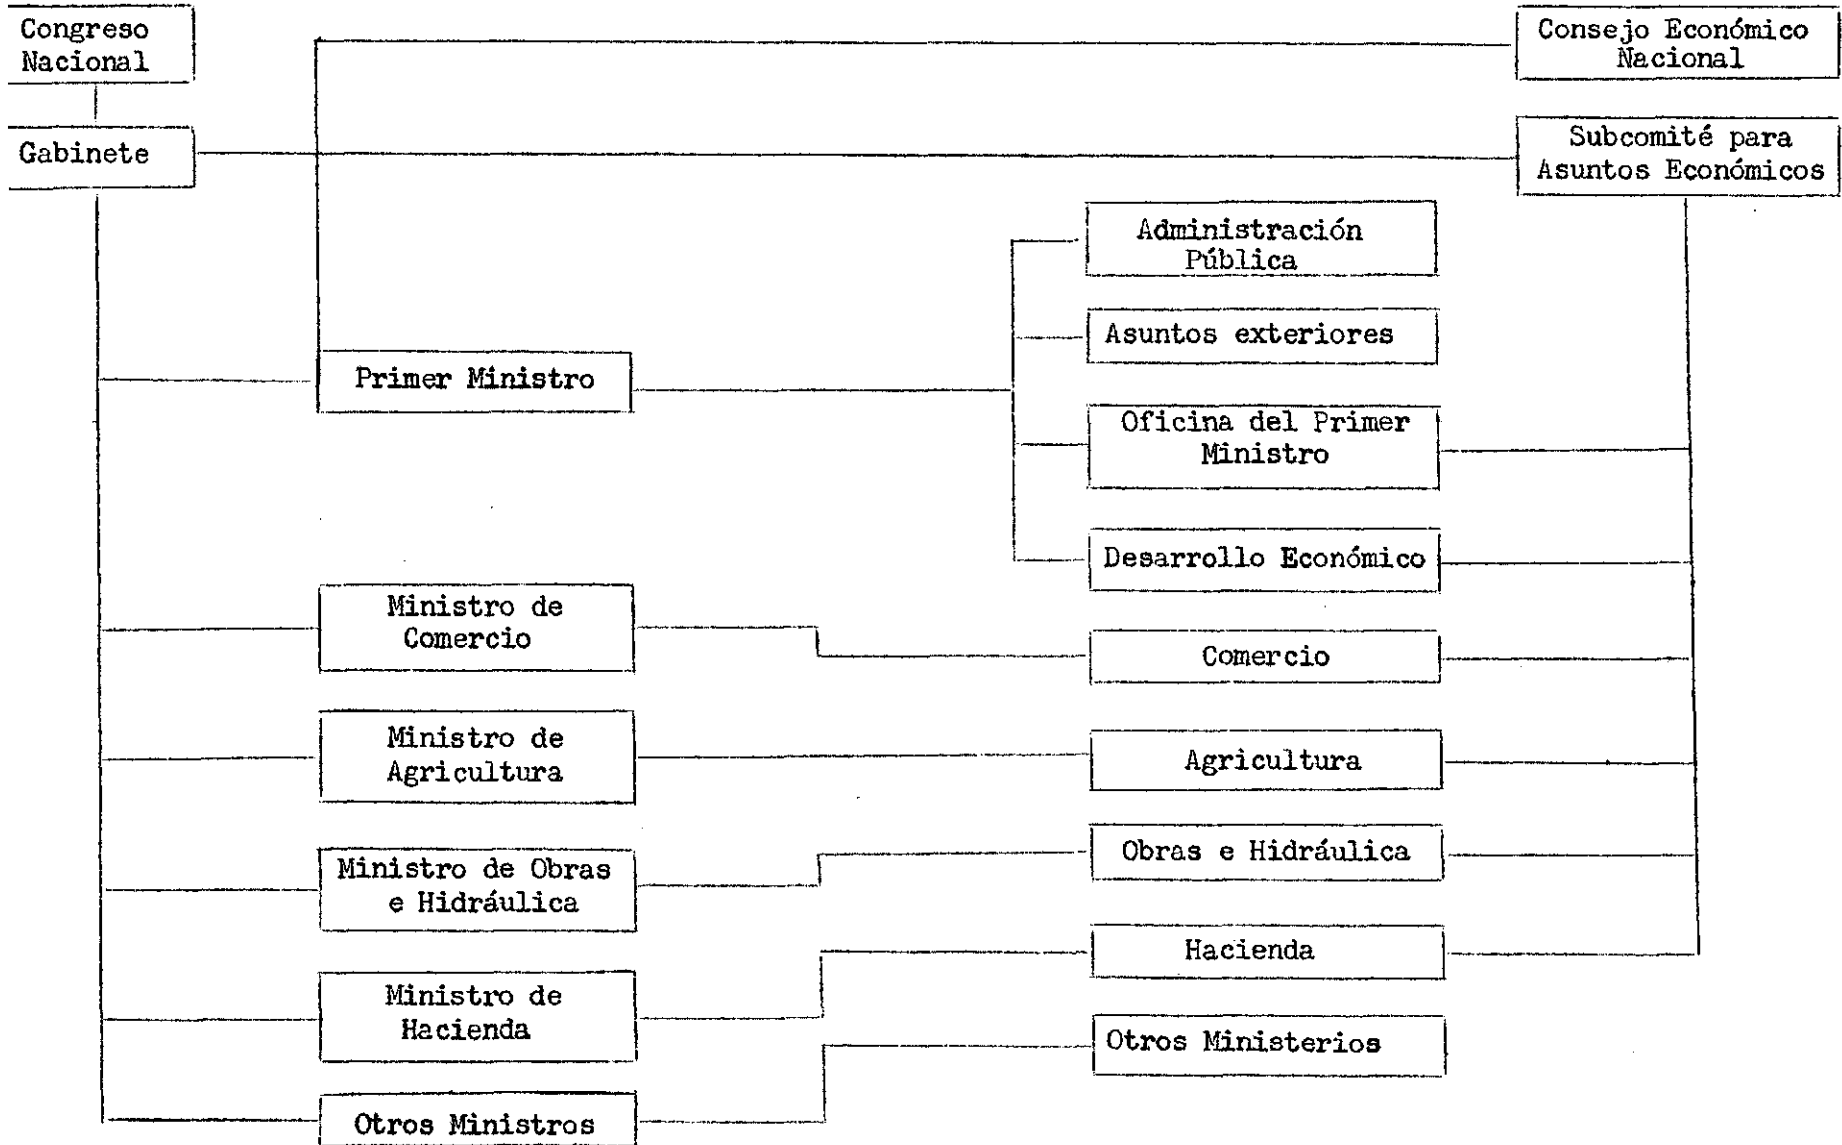 Congreso
Nacional
Consejo Económico
Nacional
Gabinete
Subcomité para
Asuntos Económicos
Administración
Pública
Asuntos exteriores
Primer Ministro
Oficina del Primer
Ministro
Desarrollo Económico
Ministro de
Comercio
Comercio
Ministro de
Agricultura
Agricultura
Ministro de Obras
e Hidráulica
Obras e Hidráulica
Hacienda
Ministro de
Hacienda
Otros Ministerios
Otros Ministros